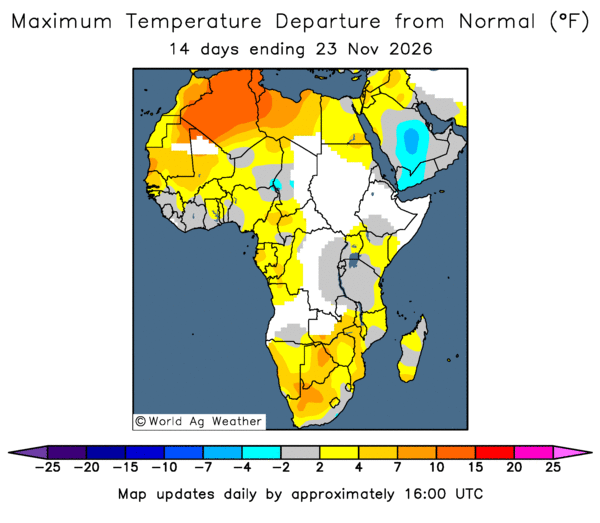 Maximum Temperature Departure from Normal (°F)
14 days ending 23 Nov 2026
©World Ag Weather
-25 -20 -15 -10 -7 -4 -2 2 4 7 10 15 20 25
Map updates daily by approximately 16:00 UTC